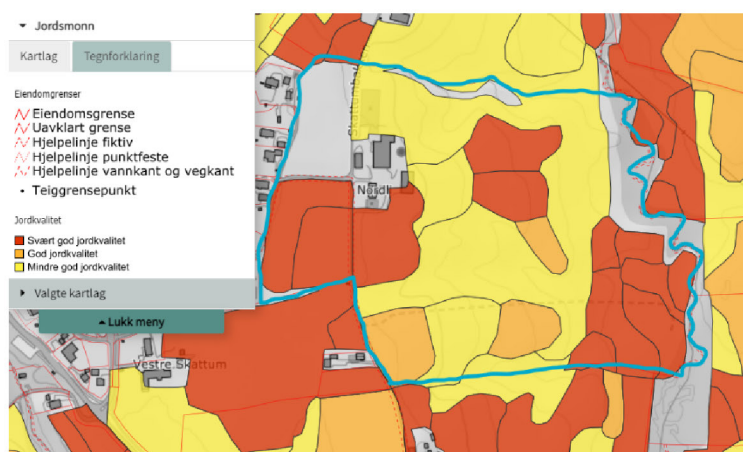 Jordsmonn
Kartlag
Tegnforklaring
Eiendomgrenser
Eiendomsgrense
Uavklart grense
Hjelpelinje fiktiv
Hjelpelinje punktfeste
Hjelpelinje vannkant og vegkant
Teiggrensepunkt
Jordkvalitet
Svært god jordkvalitet
God jordkvalitet
Mindre god jordkvalitet
Valgte kartlag
Lukk meny
Nordli
Vestre Skattum